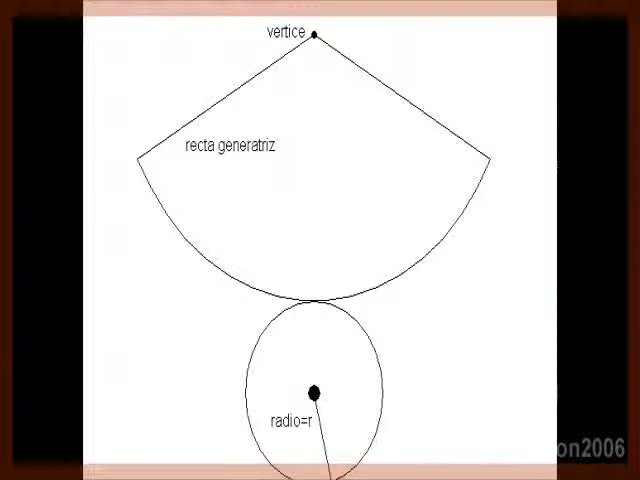 vertice
recta generatriz
radio=r
on2006